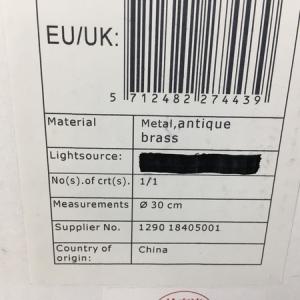 EU/UK:
5 712482 274439
Material Metal,antique
brass
Lightsource:
No(s).of crt(s). 1/1
Measurements Ø 30 cm
Supplier No. 1290 18405001
Country of China
origin: